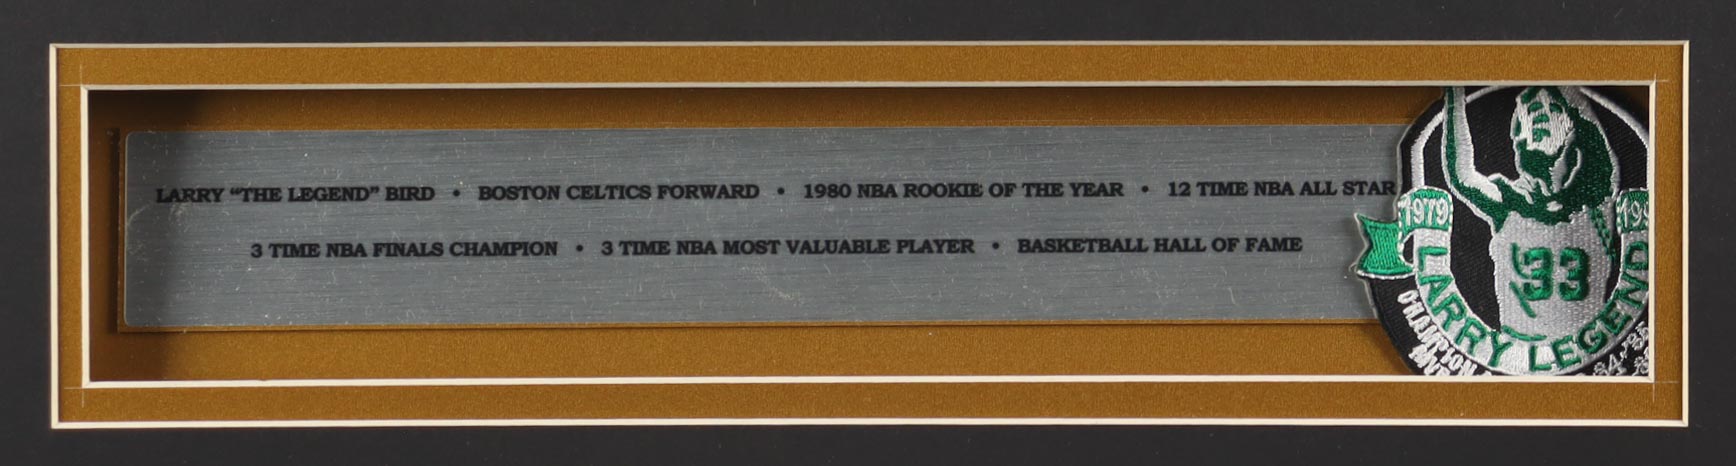 LARRY “THE LEGEND” BIRD • BOSTON CELTICS FORWARD • 1980 NBA ROOKIE OF THE YEAR • 12 TIME NBA ALL STAR
3 TIME NBA FINALS CHAMPION • 3 TIME NBA MOST VALUABLE PLAYER • BASKETBALL HALL OF FAME
1979
33
LARRY LEGEND